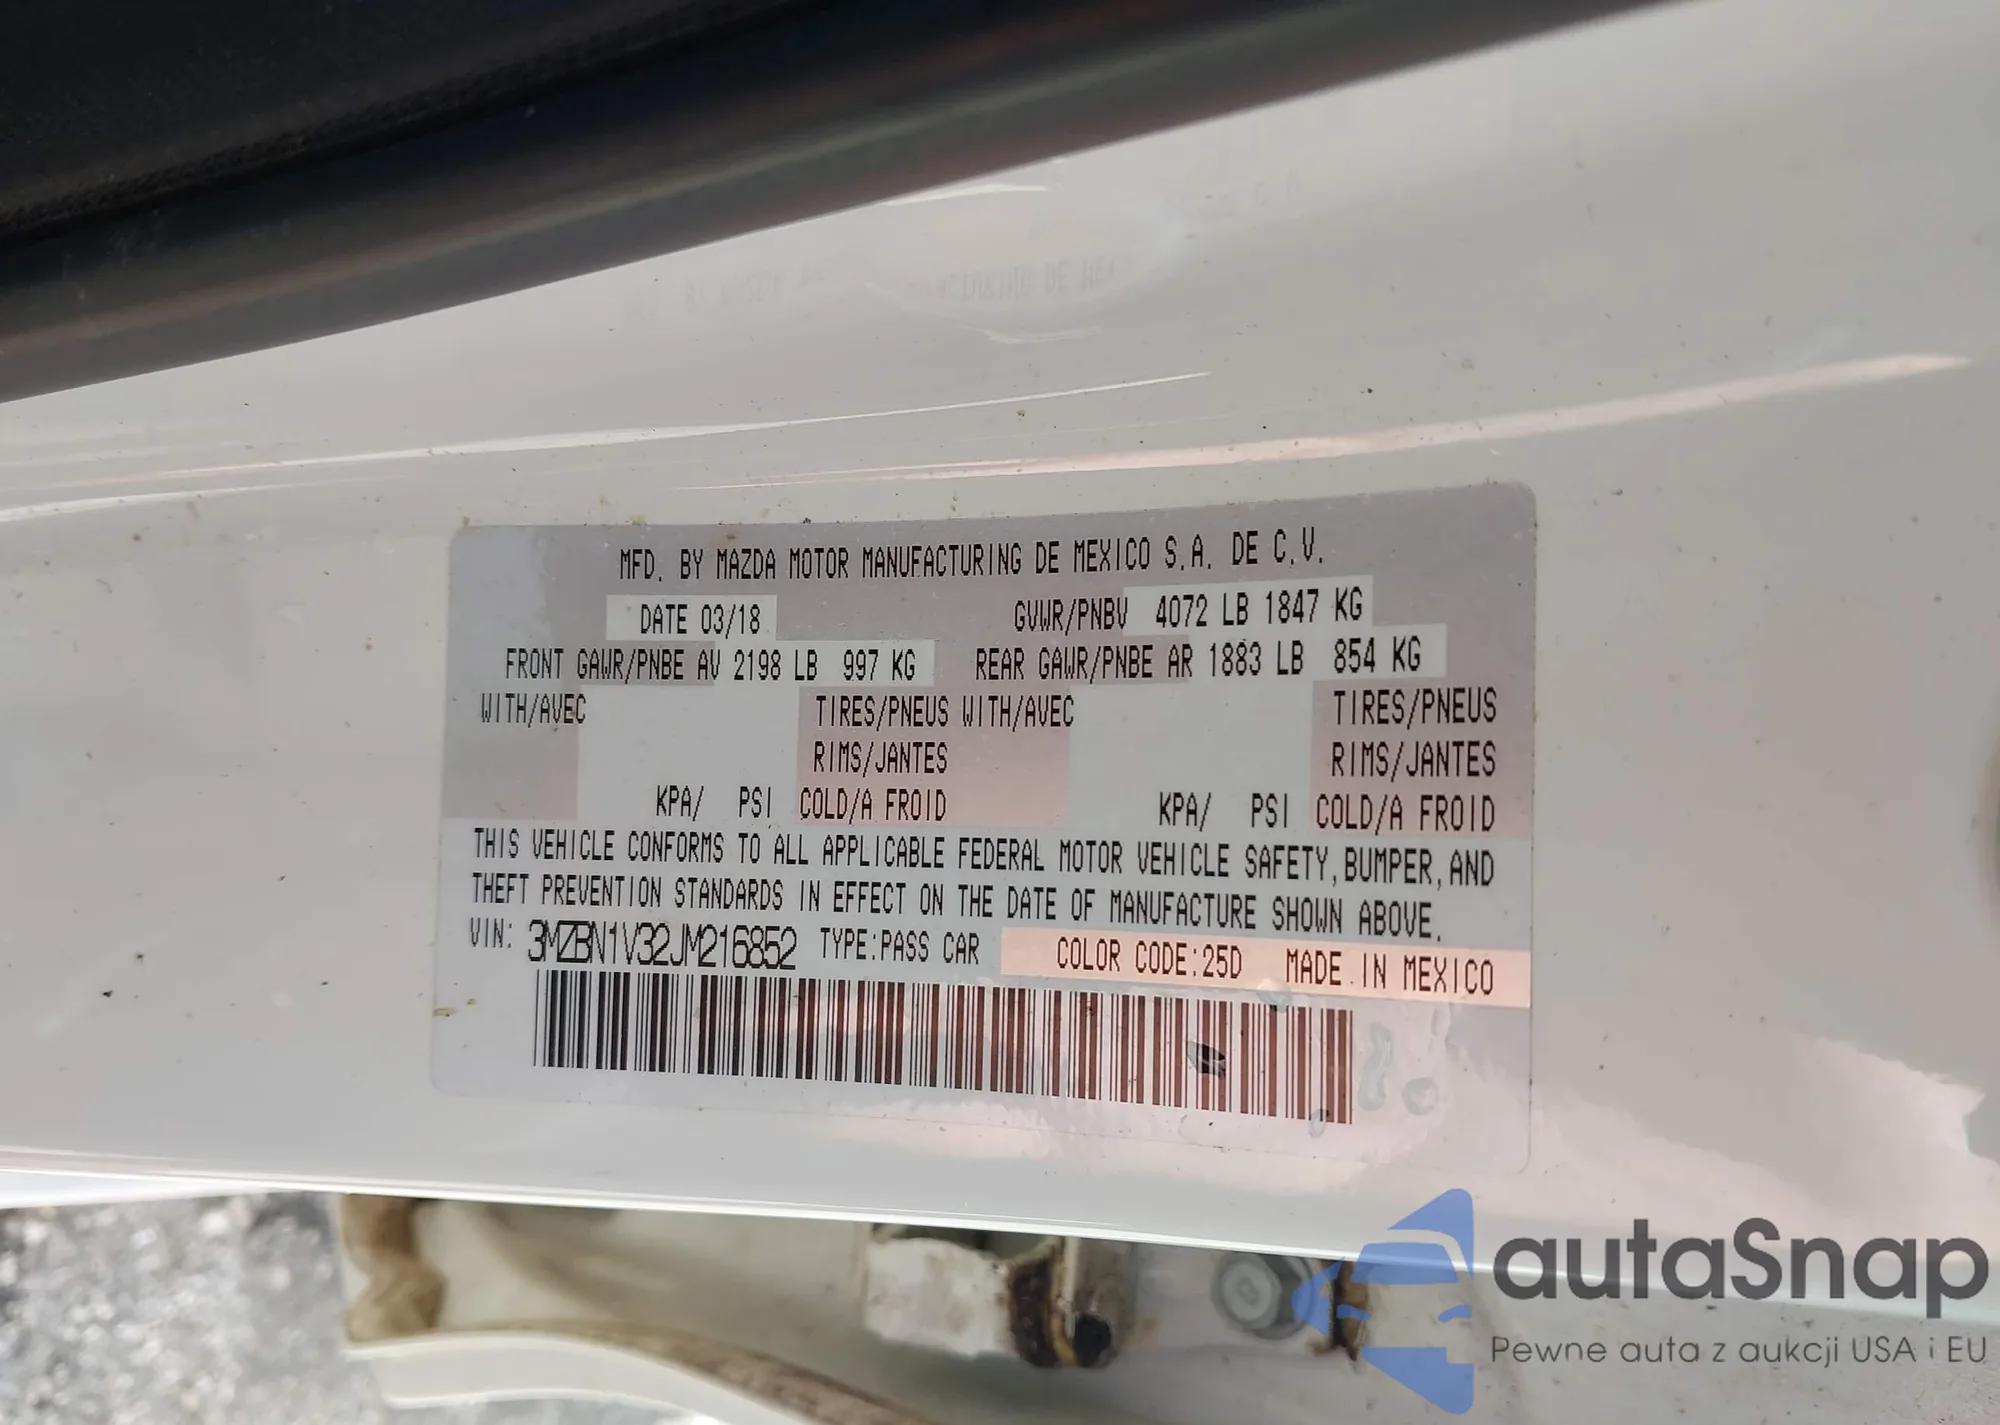 MFD. BY MAZDA MOTOR MANUFACTURING DE MEXICO S.A. DE C.V.
DATE 03/18 GVWR/PNBV 4072 LB 1847 KG
FRONT GAWR/PNBE AV 2198 LB 997 KG REAR GAWR/PNBE AR 1883 LB 854 KG
WITH/AVEC TIRES/PNEUS WITH/AVEC TIRES/PNEUS
RIMS/JANTES RIMS/JANTES
KPA/ PSI COLD/A FROID KPA/ PSI COLD/A FROID
THIS VEHICLE CONFORMS TO ALL APPLICABLE FEDERAL MOTOR VEHICLE SAFETY, BUMPER, AND
THEFT PREVENTION STANDARDS IN EFFECT ON THE DATE OF MANUFACTURE SHOWN ABOVE.
VIN: 3MZBN1V32JM216852 TYPE:PASS CAR COLOR CODE:25D MADE IN MEXICO
autaSnap
Pewne auta z aukcji USA i EU